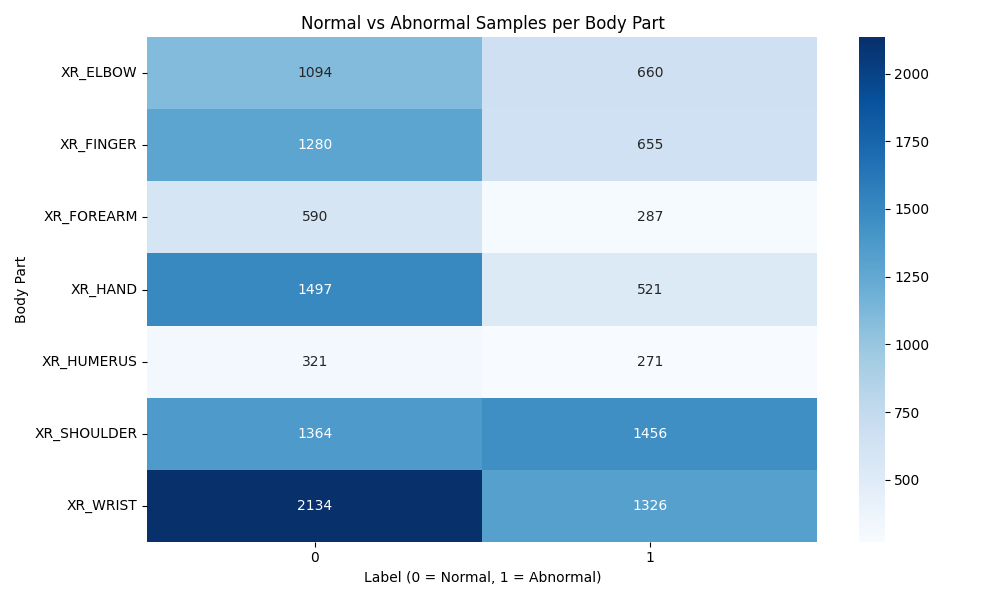 Normal vs Abnormal Samples per Body Part
XR_ELBOW 1094 660
XR_FINGER 1280 655
XR_FOREARM 590 287
XR_HAND 1497 521
XR_HUMERUS 321 271
XR_SHOULDER 1364 1456
XR_WRIST 2134 1326
0 1
Label (0 = Normal, 1 = Abnormal)
Body Part
2000
1750
1500
1250
1000
750
500